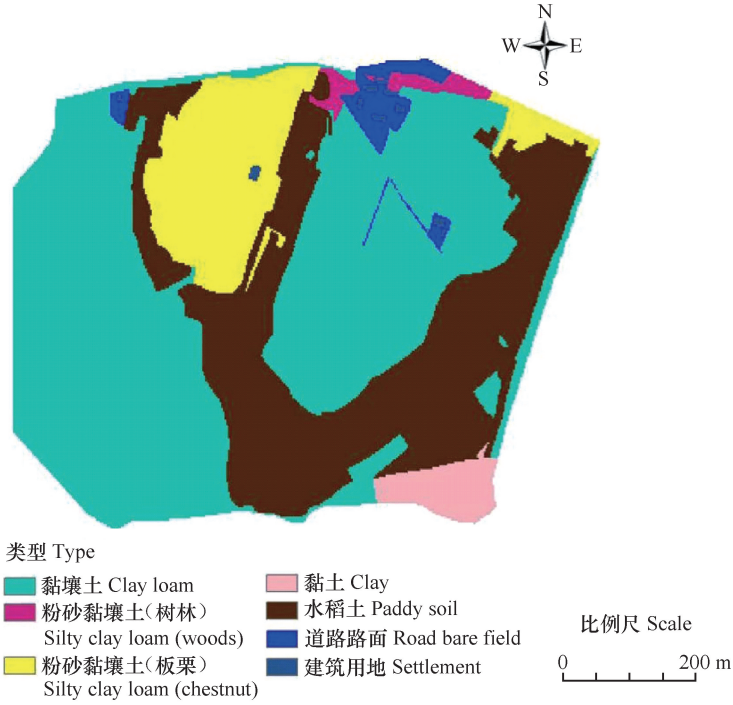 N
W E
S
类型 Type
黏壤土 Clay loam
粉砂黏壤土(树林)
Silty clay loam (woods)
粉砂黏壤土(板栗)
Silty clay loam (chestnut)
黏土 Clay
水稻土 Paddy soil
道路路面 Road bare field
建筑用地 Settlement
比例尺 Scale
0 200 m